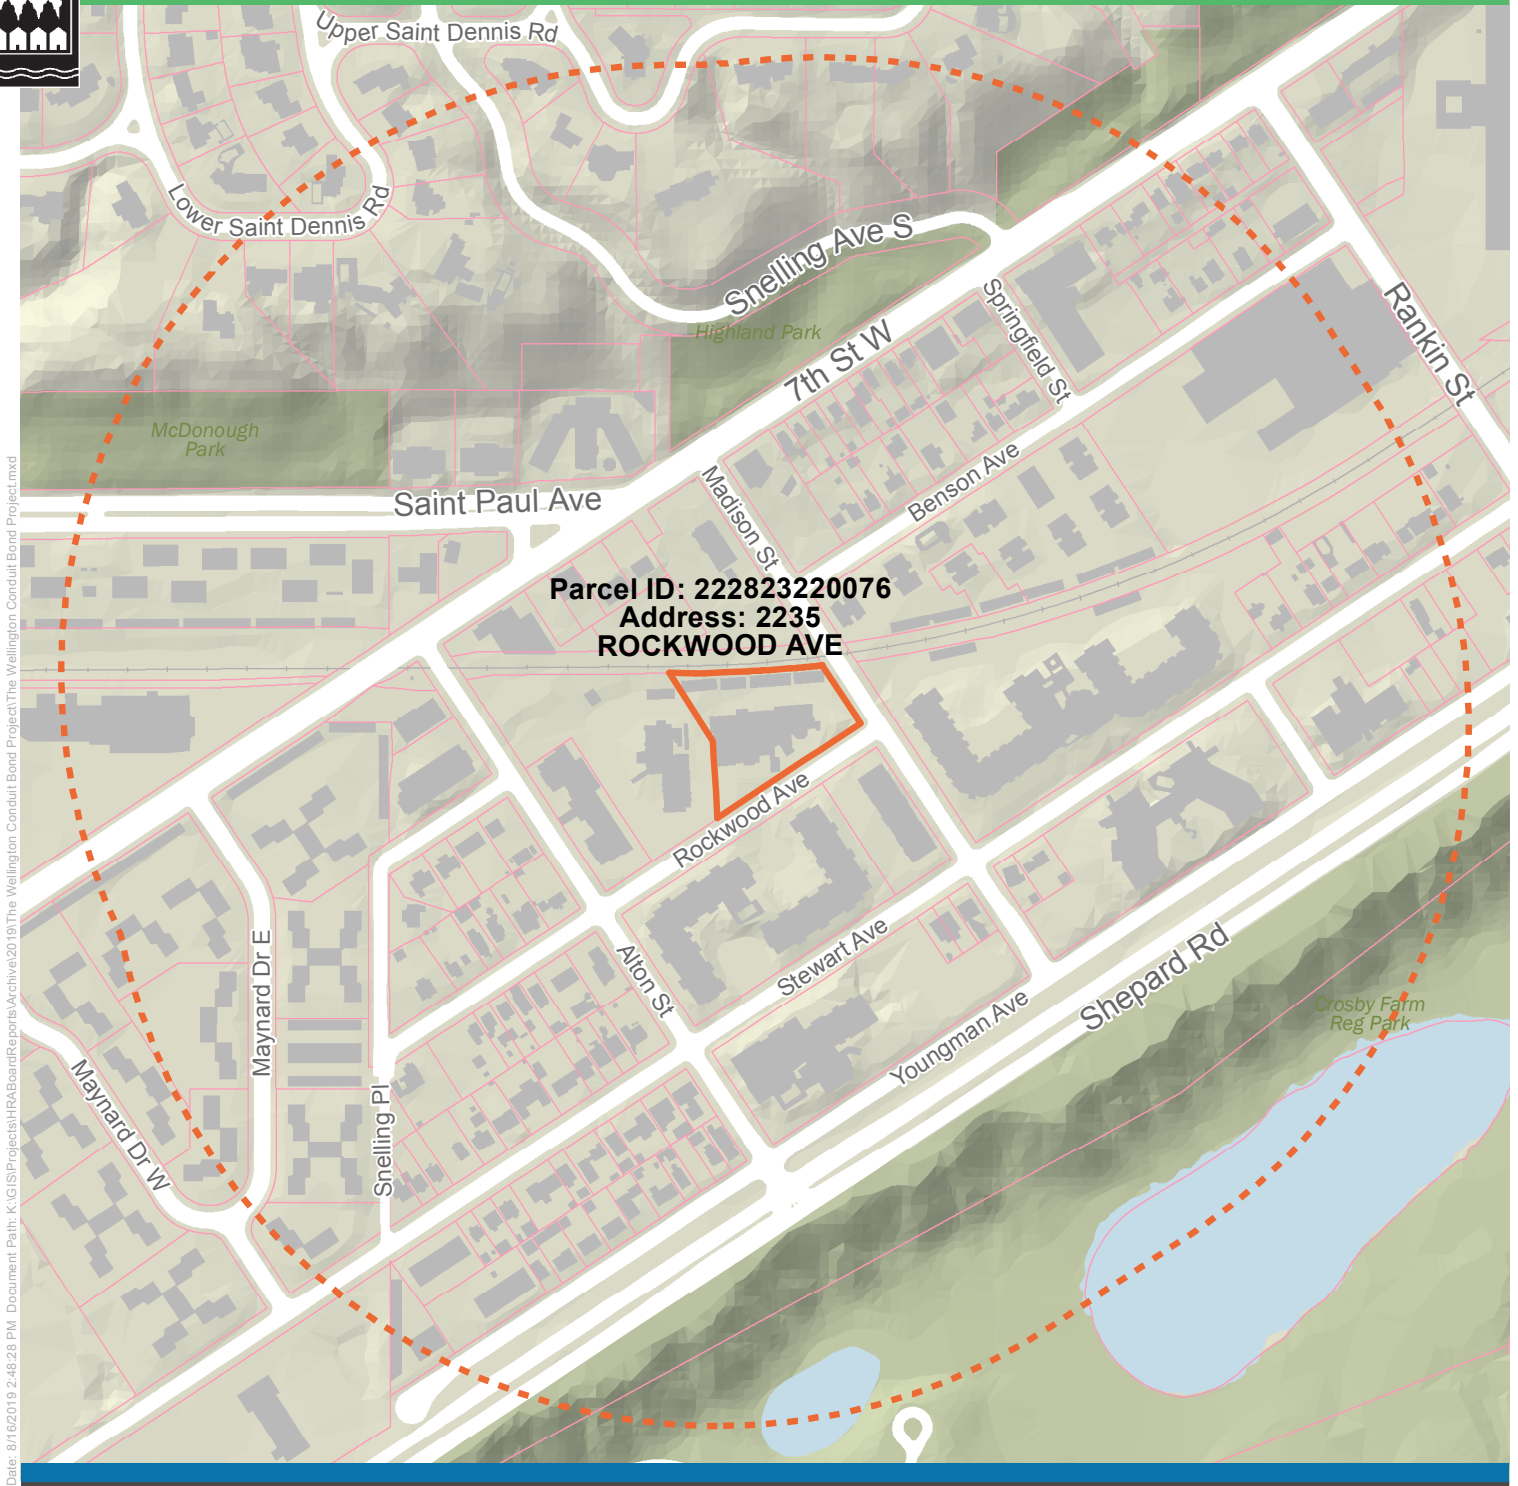 Upper Saint Dennis Rd
Lower Saint Dennis Rd
Snelling Ave S
Highland Park
7th St W
Springfield St
Rankin St
McDonough
Park
Saint Paul Ave
Madison St
Benson Ave
Parcel ID: 222823220076
Address: 2235
ROCKWOOD AVE
Rockwood Ave
Alton St
Stewart Ave
Youngman Ave
Shepard Rd
Crosby Farm
Reg Park
Maynard Dr E
Maynard Dr W
Snelling Pl
Date: 8/16/2019 2:48:28 PM Document Path: K:\GIS\Projects\HRABoardReports\Archive\2019\The Wellington Conduit Bond Project\The Wellington Conduit Bond Project.mxd